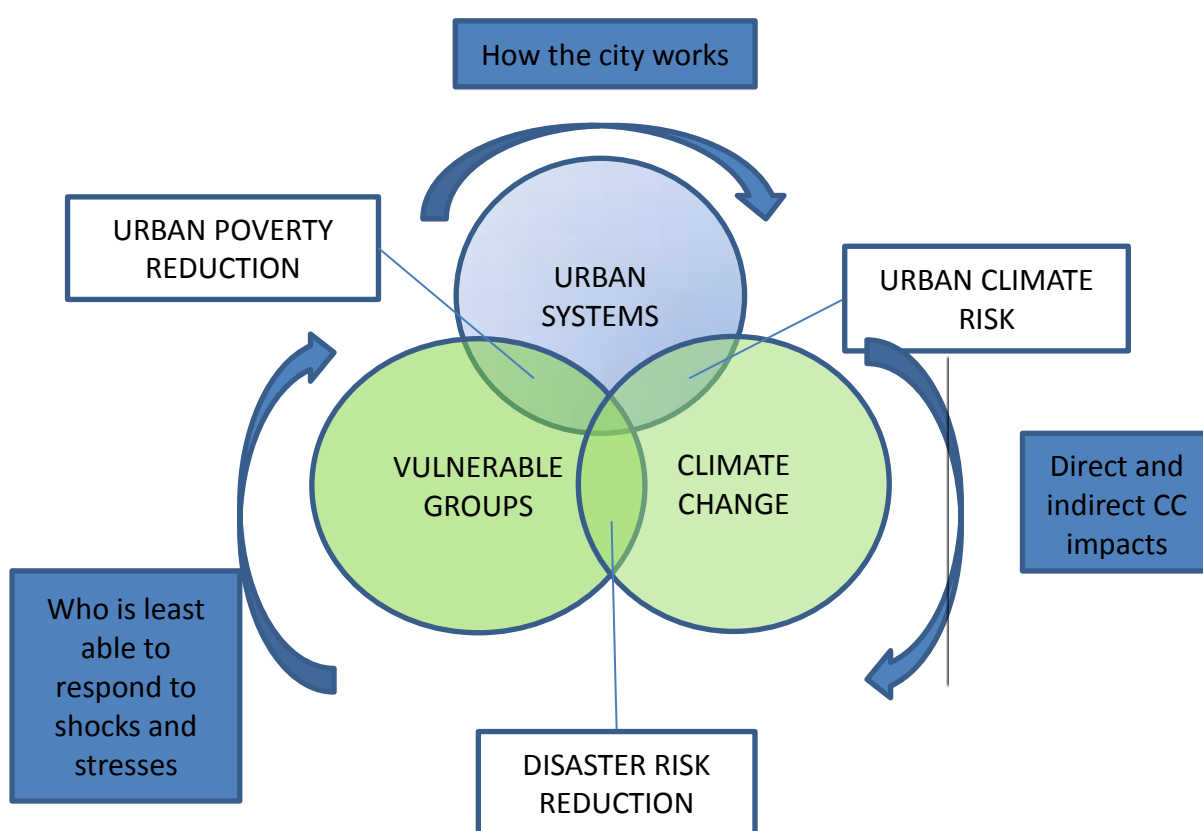 How the city works
URBAN POVERTY
REDUCTION
URBAN
SYSTEMS
URBAN CLIMATE
RISK
VULNERABLE
GROUPS
CLIMATE
CHANGE
Direct and
indirect CC
impacts
Who is least
able to
respond to
shocks and
stresses
DISASTER RISK
REDUCTION